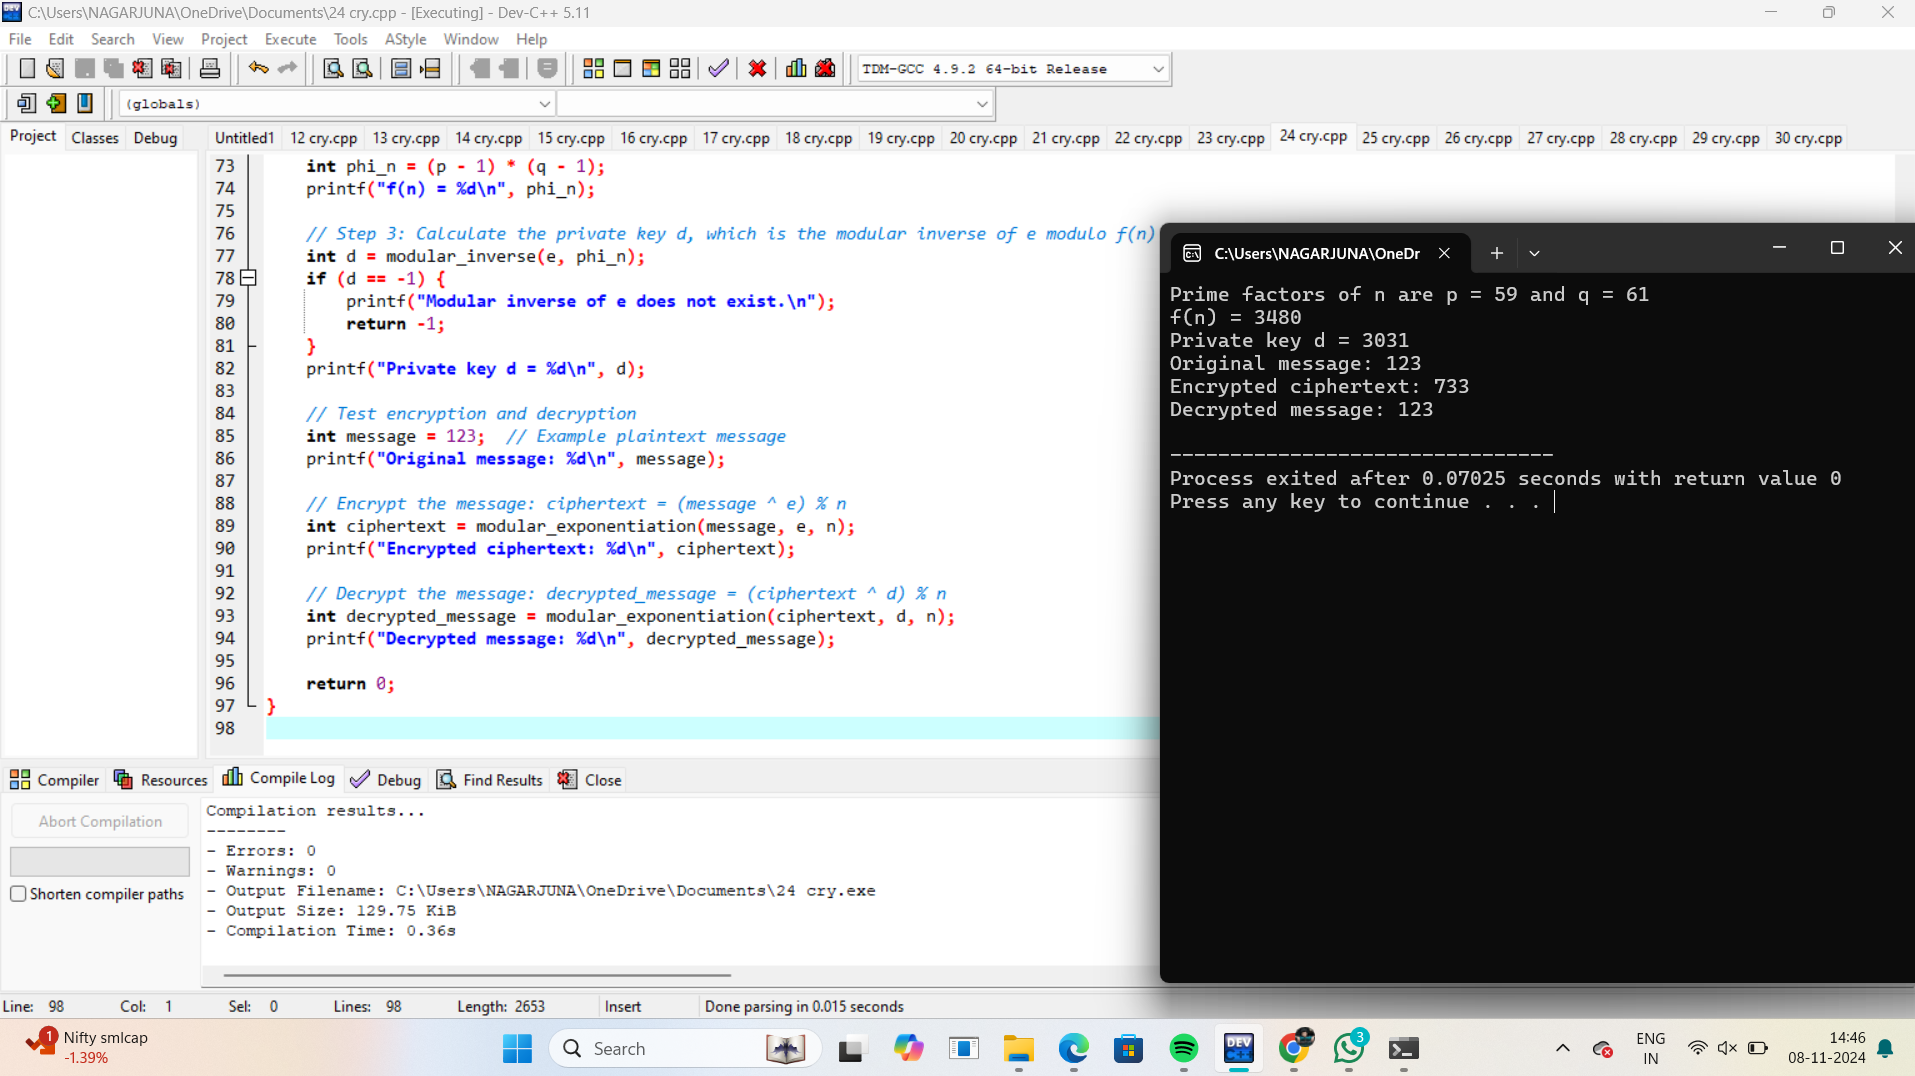 C:\Users\NAGARJUNA\OneDrive\Documents\24 cry.cpp - [Executing] - Dev-C++ 5.11
File Edit Search View Project Execute Tools AStyle Window Help
TDM-GCC 4.9.2 64-bit Release
(globals)
Project Classes Debug
Untitled1 12 cry.cpp 13 cry.cpp 14 cry.cpp 15 cry.cpp 16 cry.cpp 17 cry.cpp 18 cry.cpp 19 cry.cpp 20 cry.cpp 21 cry.cpp 22 cry.cpp 23 cry.cpp 24 cry.cpp 25 cry.cpp 26 cry.cpp 27 cry.cpp 28 cry.cpp 29 cry.cpp 30 cry.cpp
73 int phi_n = (p - 1) * (q - 1);
74 printf("f(n) = %d\n", phi_n);
75
76 // Step 3: Calculate the private key d, which is the modular inverse of e modulo f(n)
77 int d = modular_inverse(e, phi_n);
78 if (d == -1) {
79 printf("Modular inverse of e does not exist.\n");
80 return -1;
81 }
82 printf("Private key d = %d\n", d);
83
84 // Test encryption and decryption
85 int message = 123; // Example plaintext message
86 printf("Original message: %d\n", message);
87
88 // Encrypt the message: ciphertext = (message ^ e) % n
89 int ciphertext = modular_exponentiation(message, e, n);
90 printf("Encrypted ciphertext: %d\n", ciphertext);
91
92 // Decrypt the message: decrypted_message = (ciphertext ^ d) % n
93 int decrypted_message = modular_exponentiation(ciphertext, d, n);
94 printf("Decrypted message: %d\n", decrypted_message);
95
96 return 0;
97 }
98
C:\Users\NAGARJUNA\OneDr
Prime factors of n are p = 59 and q = 61
f(n) = 3480
Private key d = 3031
Original message: 123
Encrypted ciphertext: 733
Decrypted message: 123
--------------------------------
Process exited after 0.07025 seconds with return value 0
Press any key to continue . . .
Compiler Resources Compile Log Debug Find Results Close
Abort Compilation
Shorten compiler paths
Compilation results...
--------
- Errors: 0
- Warnings: 0
- Output Filename: C:\Users\NAGARJUNA\OneDrive\Documents\24 cry.exe
- Output Size: 129.75 KiB
- Compilation Time: 0.36s
Line: 98 Col: 1 Sel: 0 Lines: 98 Length: 2653 Insert Done parsing in 0.015 seconds
1 Nifty smlcap
-1.39%
Search
DEV
C++
3
ENG
IN
14:46
08-11-2024